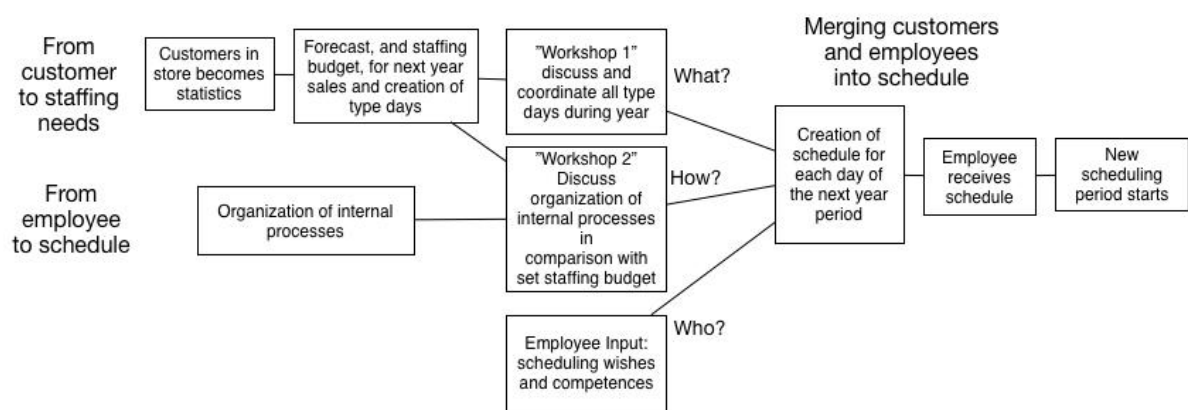 From
customer
to staffing
needs
Customers in
store becomes
statistics
Forecast, and staffing
budget, for next year
sales and creation of
type days
"Workshop 1"
discuss and
coordinate all type
days during year
What?
Merging customers
and employees
into schedule
From
employee
to schedule
Organization of internal
processes
"Workshop 2"
Discuss
organization of
internal processes
in
comparison with
set staffing budget
How?
Employee Input:
scheduling wishes
and competences
Who?
Creation of
schedule for
each day of
the next year
period
Employee
receives
schedule
New
scheduling
period starts